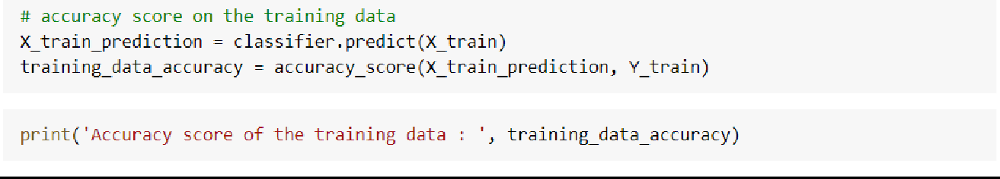 # accuracy score on the training data
X_train_prediction = classifier.predict(X_train)
training_data_accuracy = accuracy_score(X_train_prediction, Y_train)
print('Accuracy score of the training data : ', training_data_accuracy)